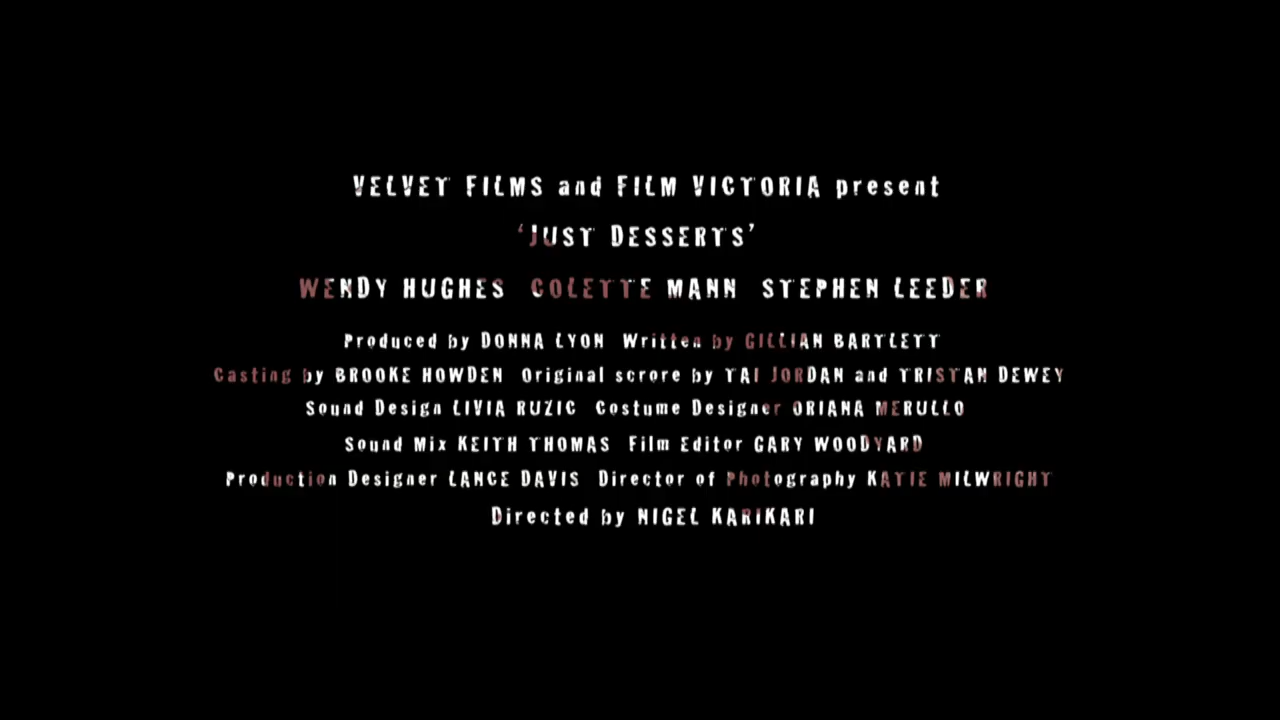 VELVET FILMS and FILM VICTORIA present
‘JUST DESSERTS’
WENDY HUGHES COLETTE MANN STEPHEN LEEDER
Produced by DONNA LYON Written by GILLIAN BARTLETT
Casting by BROOKE HOWDEN Original scrore by TAI JORDAN and TRISTAN DEWEY
Sound Design LIVIA RUZIC Costume Designer ORIANA MERULLO
Sound Mix KEITH THOMAS Film Editor GARY WOODYARD
Production Designer LANCE DAVIS Director of Photography KATIE MILWRIGHT
Directed by NIGEL KARIKARI